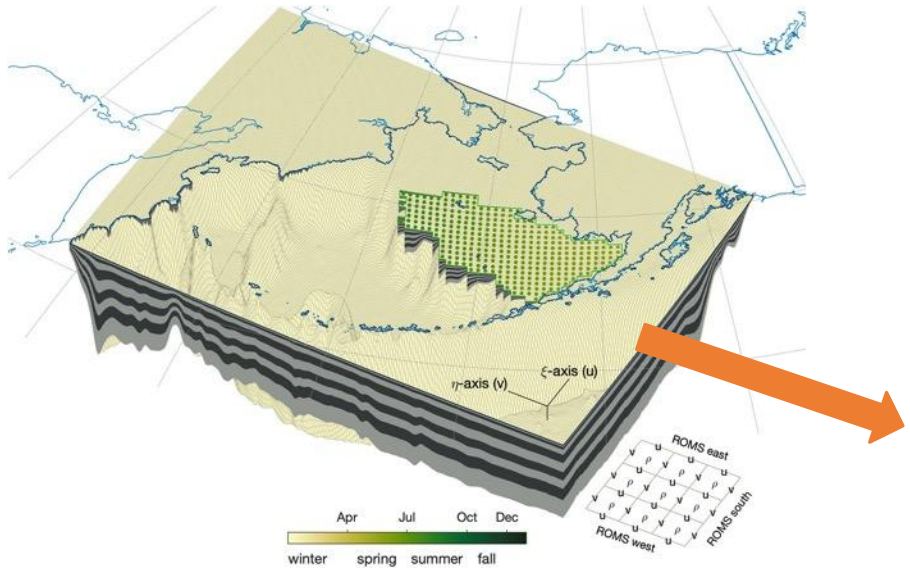 η-axis (v)
ξ-axis (u)
ROMS east
u u u
v ρ v ρ v ρ v
u u u
v ρ v ρ v ρ v
u u u
v ρ v ρ v ρ v
u u u
ROMS south
ROMS west
Apr Jul Oct Dec
winter spring summer fall